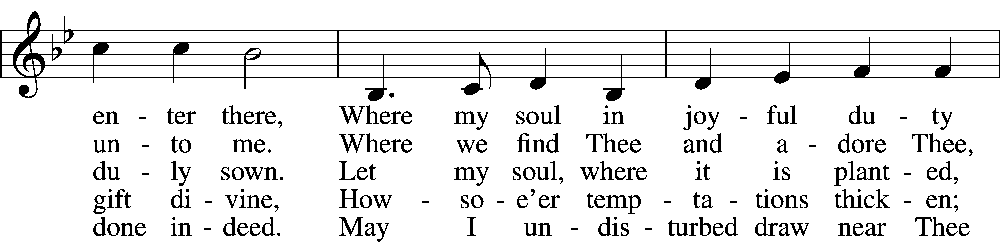 en - ter there, Where my soul in joy - ful du - ty
un - to me. Where we find Thee and a - dore Thee,
du - ly sown. Let my soul, where it is plant - ed,
gift di - vine, How - so - e’er temp - ta - tions thick - en;
done in - deed. May I un - dis - turbed draw near Thee